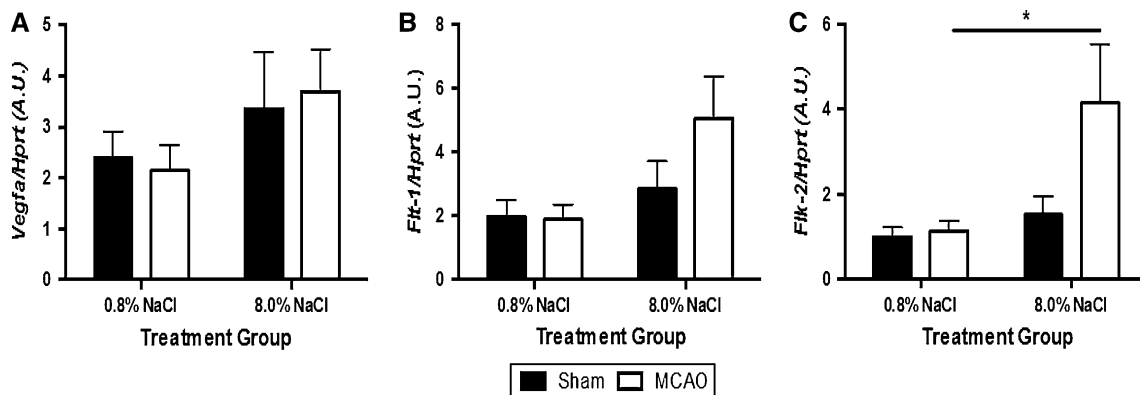 A
Vegfa/Hprt (A.U.)
5
4
3
2
1
0
0.8% NaCl
8.0% NaCl
Treatment Group
B
Flt-1/Hprt (A.U.)
8
6
4
2
0
0.8% NaCl
8.0% NaCl
Treatment Group
C
Flk-2/Hprt (A.U.)
6
4
2
0
*
0.8% NaCl
8.0% NaCl
Treatment Group
Sham
MCAO